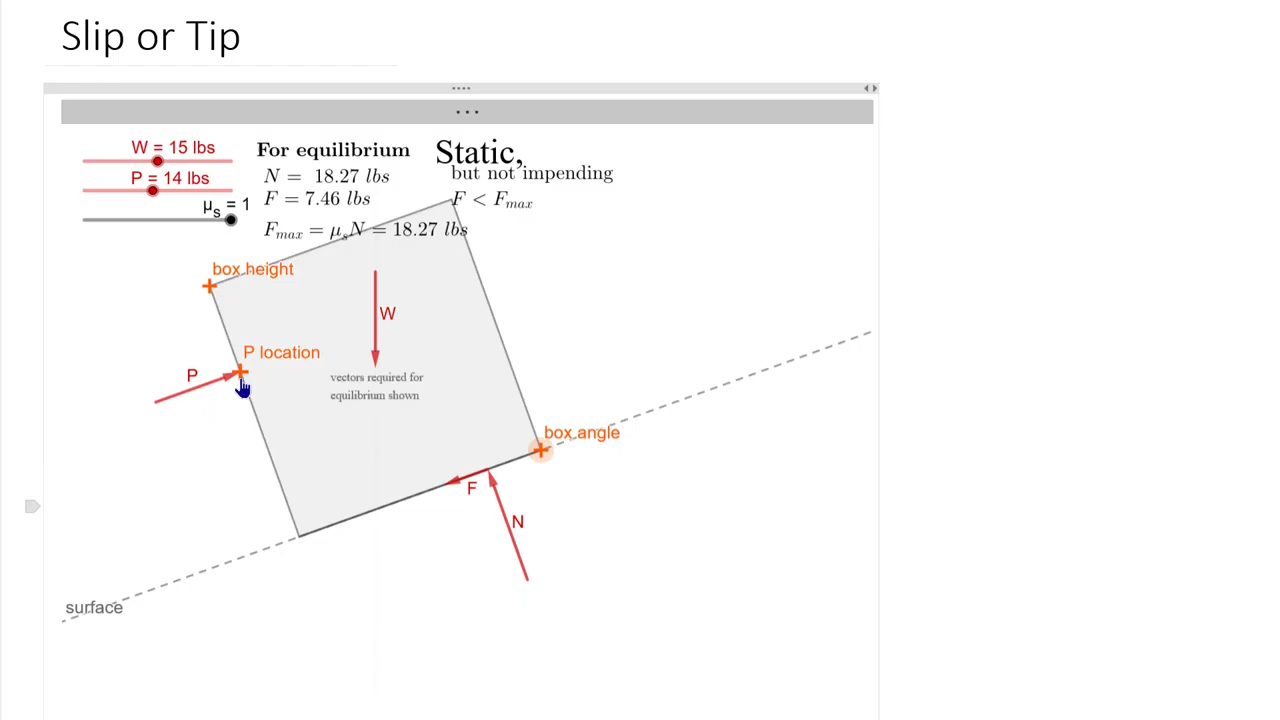 Slip or Tip
W = 15 lbs
P = 14 lbs
μs = 1
For equilibrium
N = 18.27 lbs
F = 7.46 lbs
Fmax = μsN = 18.27 lbs
Static,
but not impending
F < Fmax
box height
W
P location
P
vectors required for
equilibrium shown
box angle
F
N
surface